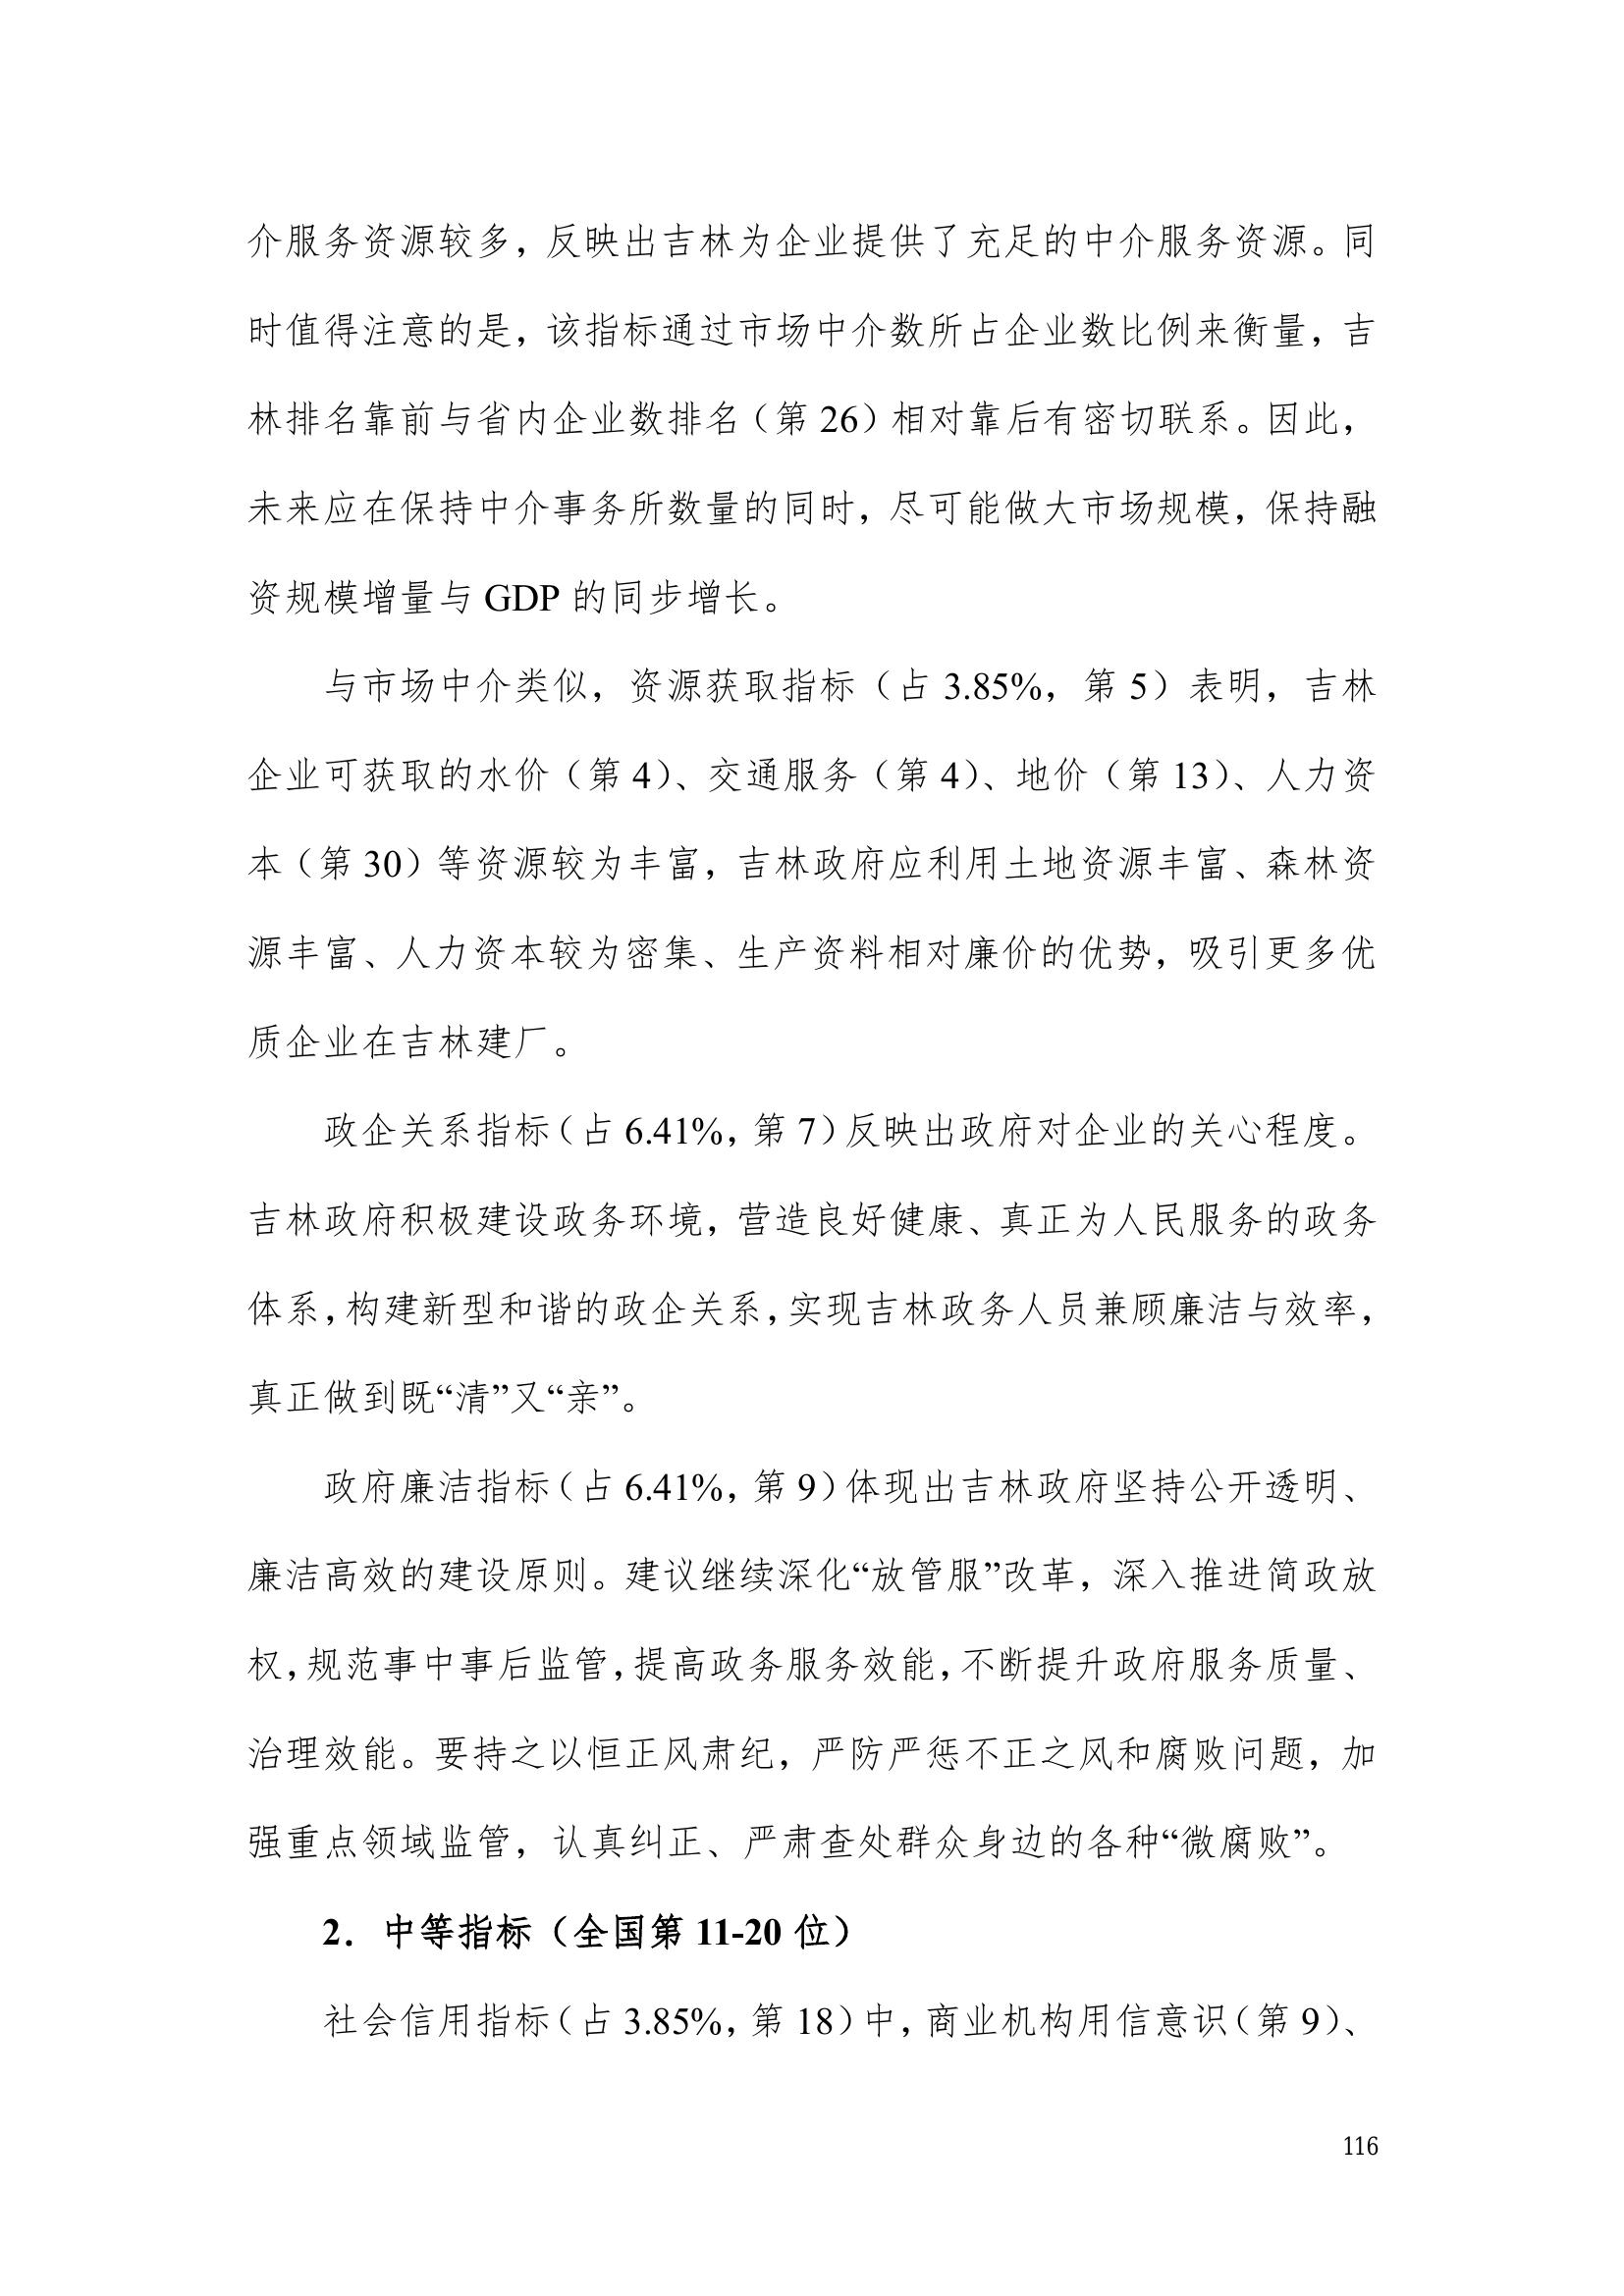 介服务资源较多，反映出吉林为企业提供了充足的中介服务资源。同
时值得注意的是，该指标通过市场中介数所占企业数比例来衡量，吉
林排名靠前与省内企业数排名（第 26）相对靠后有密切联系。因此，
未来应在保持中介事务所数量的同时，尽可能做大市场规模，保持融
资规模增量与 GDP 的同步增长。
与市场中介类似，资源获取指标（占 3.85%，第 5）表明，吉林
企业可获取的水价（第 4）、交通服务（第 4）、地价（第 13）、人力资
本（第 30）等资源较为丰富，吉林政府应利用土地资源丰富、森林资
源丰富、人力资本较为密集、生产资料相对廉价的优势，吸引更多优
质企业在吉林建厂。
政企关系指标（占 6.41%，第 7）反映出政府对企业的关心程度。
吉林政府积极建设政务环境，营造良好健康、真正为人民服务的政务
体系，构建新型和谐的政企关系，实现吉林政务人员兼顾廉洁与效率，
真正做到既“清”又“亲”。
政府廉洁指标（占 6.41%，第 9）体现出吉林政府坚持公开透明、
廉洁高效的建设原则。建议继续深化“放管服”改革，深入推进简政放
权，规范事中事后监管，提高政务服务效能，不断提升政府服务质量、
治理效能。要持之以恒正风肃纪，严防严惩不正之风和腐败问题，加
强重点领域监管，认真纠正、严肃查处群众身边的各种“微腐败”。
2．中等指标（全国第 11-20 位）
社会信用指标（占 3.85%，第 18）中，商业机构用信意识（第 9）、
116